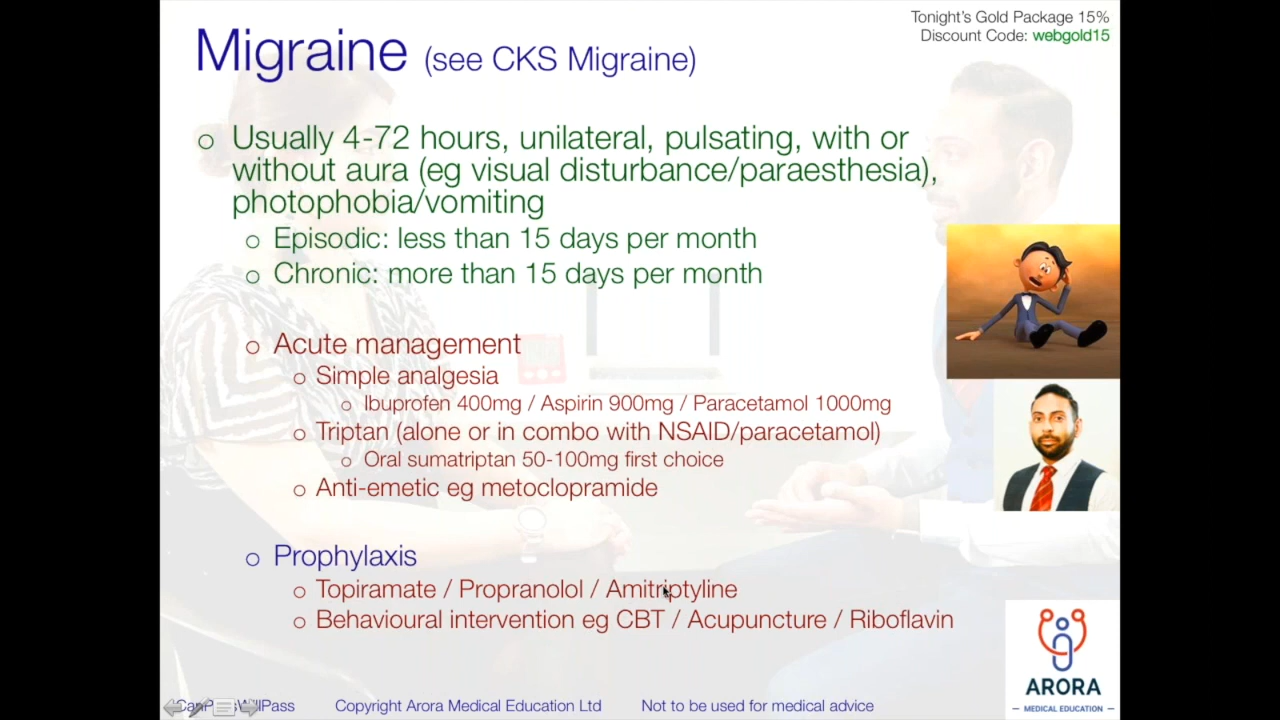 Tonight's Gold Package 15%
Discount Code: webgold15
Migraine (see CKS Migraine)
o Usually 4-72 hours, unilateral, pulsating, with or
without aura (eg visual disturbance/paraesthesia),
photophobia/vomiting
o Episodic: less than 15 days per month
o Chronic: more than 15 days per month
o Acute management
o Simple analgesia
o Ibuprofen 400mg / Aspirin 900mg / Paracetamol 1000mg
o Triptan (alone or in combo with NSAID/paracetamol)
o Oral sumatriptan 50-100mg first choice
o Anti-emetic eg metoclopramide
o Prophylaxis
o Topiramate / Propranolol / Amitriptyline
o Behavioural intervention eg CBT / Acupuncture / Riboflavin
ARORA
– MEDICAL EDUCATION –
Copyright Arora Medical Education Ltd Not to be used for medical advice